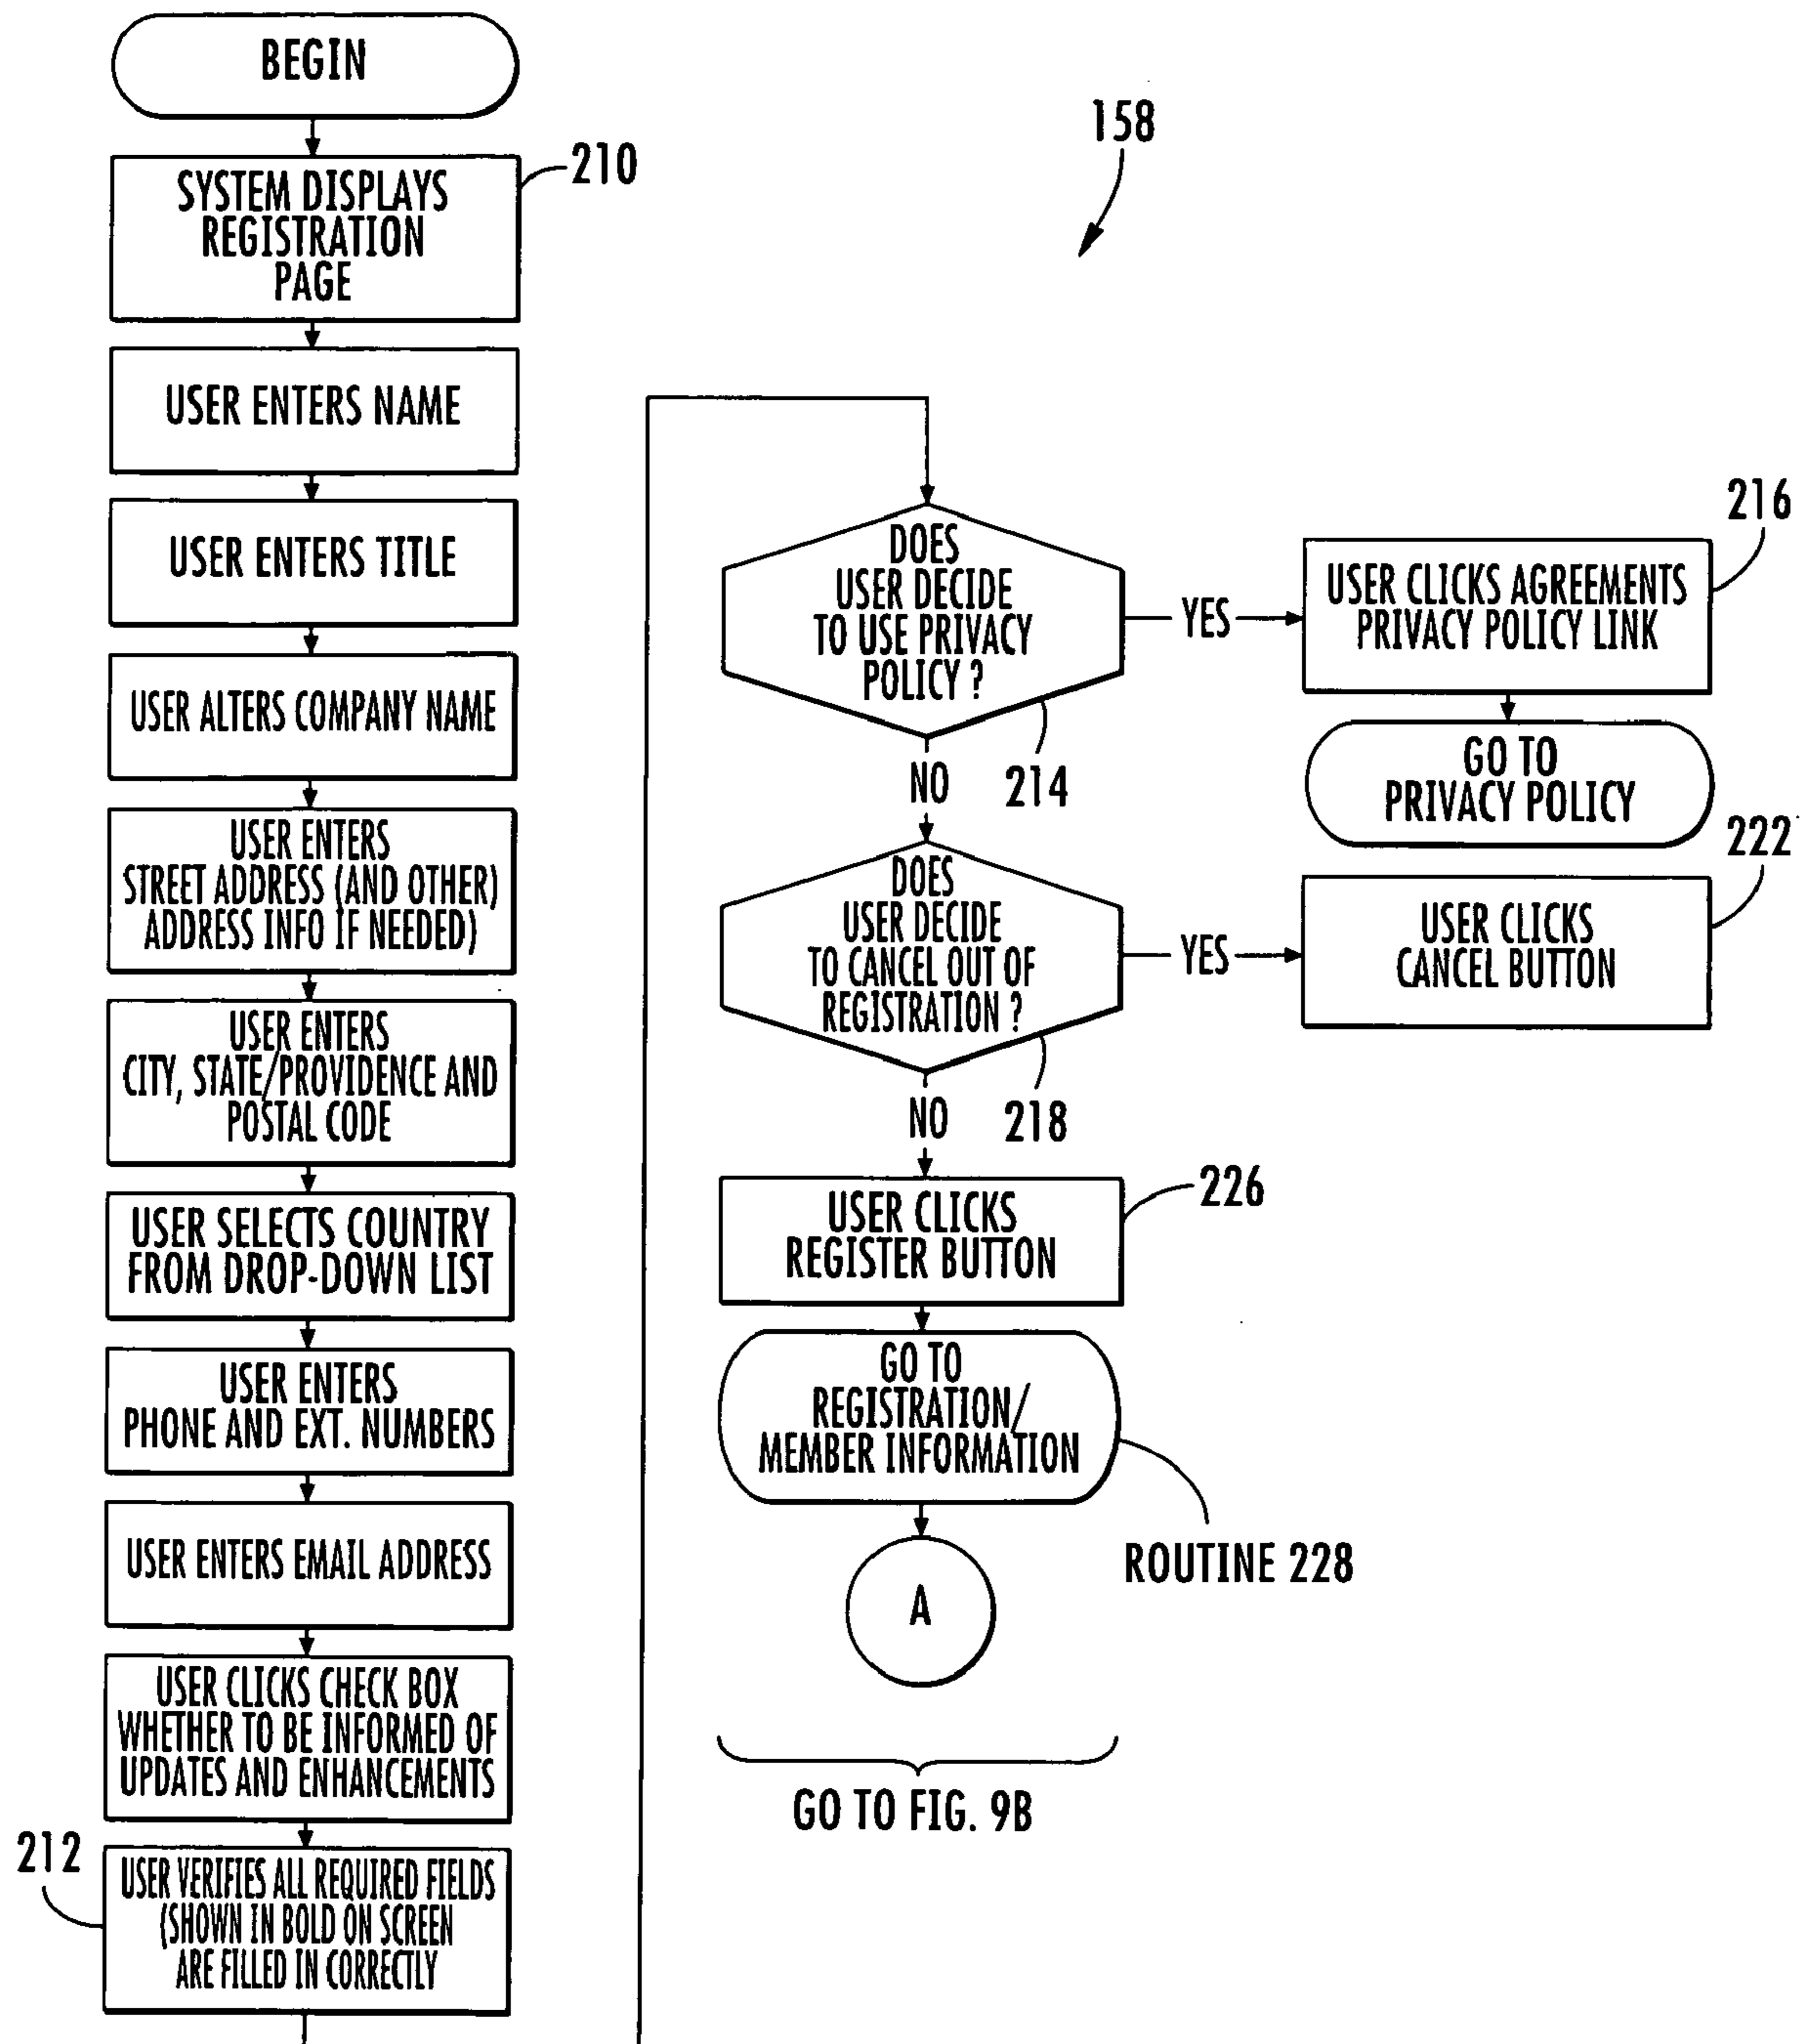 BEGIN
SYSTEM DISPLAYS
REGISTRATION
PAGE
210
USER ENTERS NAME
USER ENTERS TITLE
USER ALTERS COMPANY NAME
USER ENTERS
STREET ADDRESS (AND OTHER)
ADDRESS INFO IF NEEDED)
USER ENTERS
CITY, STATE/PROVIDENCE AND
POSTAL CODE
USER SELECTS COUNTRY
FROM DROP-DOWN LIST
USER ENTERS
PHONE AND EXT. NUMBERS
USER ENTERS EMAIL ADDRESS
USER CLICKS CHECK BOX
WHETHER TO BE INFORMED OF
UPDATES AND ENHANCEMENTS
212
USER VERIFIES ALL REQUIRED FIELDS
(SHOWN IN BOLD ON SCREEN
ARE FILLED IN CORRECTLY
158
DOES
USER DECIDE
TO USE PRIVACY
POLICY ?
214
YES
216
USER CLICKS AGREEMENTS
PRIVACY POLICY LINK
GO TO
PRIVACY POLICY
NO
DOES
USER DECIDE
TO CANCEL OUT OF
REGISTRATION ?
218
YES
222
USER CLICKS
CANCEL BUTTON
NO
226
USER CLICKS
REGISTER BUTTON
GO TO
REGISTRATION/
MEMBER INFORMATION
ROUTINE 228
A
GO TO FIG. 9B